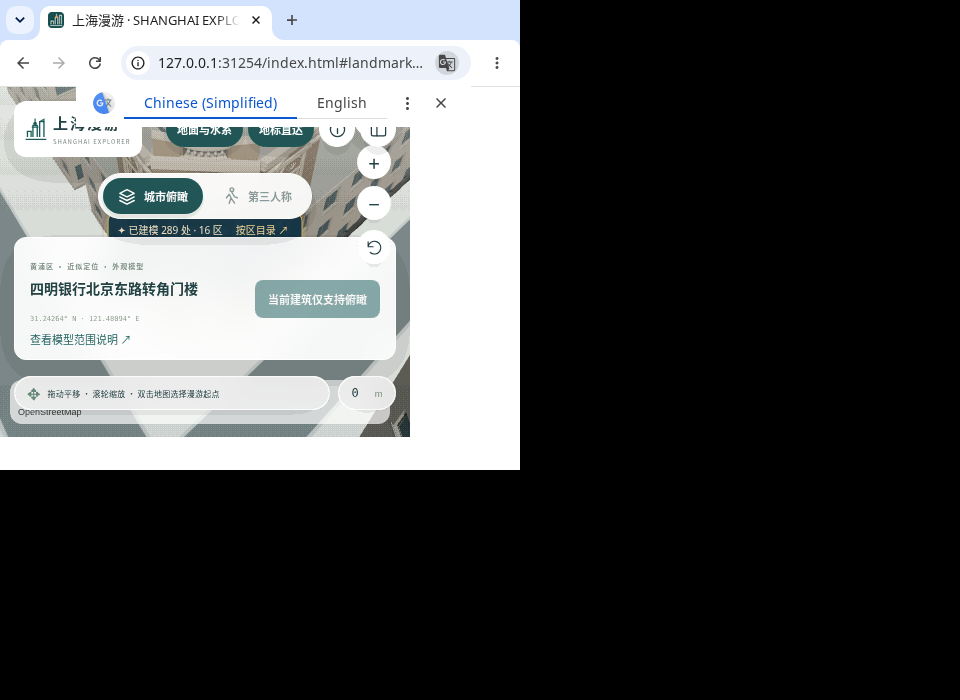 上海漫游 · SHANGHAI EXPLO
127.0.0.1:31254/index.html#landmark...
Chinese (Simplified)
English
上海漫游
SHANGHAI EXPLORER
地面与水系
地标直达
城市俯瞰
第三人称
✦ 已建模 289 处 · 16 区 按区目录 ↗
黄浦区 · 近似定位 · 外观模型
四明银行北京东路转角门楼
当前建筑仅支持俯瞰
31.24264° N · 121.48094° E
查看模型范围说明 ↗
拖动平移 · 滚轮缩放 · 双击地图选择漫游起点
0 m
OpenStreetMap